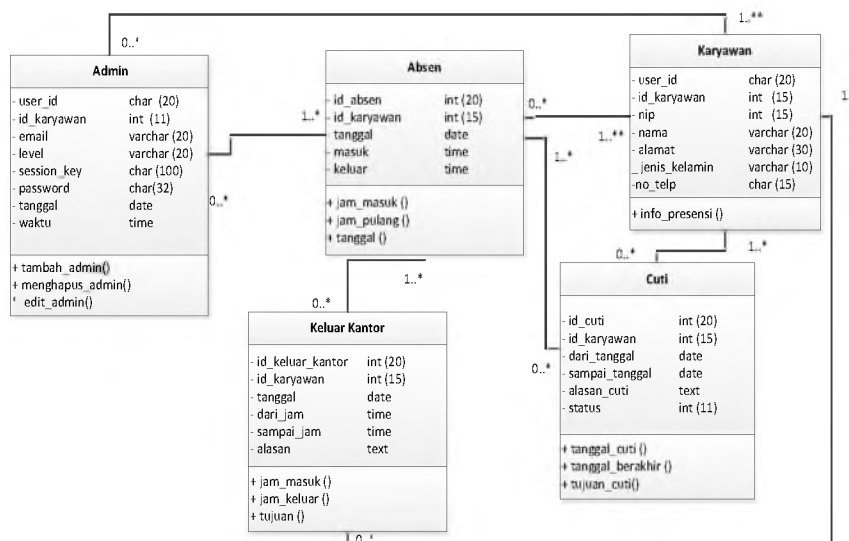 1..**
0..*
Admin
- user_id char (20)
- id_karyawan int (11)
- email varchar (20)
- level varchar (20)
- session_key char (100)
- password char(32)
- tanggal date
- waktu time
+ tambah_admin()
+ menghapus_admin()
* edit_admin()
1..*
0..*
Absen
- id_absen int (20)
- id_karyawan int (15)
- tanggal date
- masuk time
- keluar time
+ jam_masuk ()
+ jam_pulang ()
+ tanggal ()
0..*
1..**
1..*
Karyawan
- user_id char (20)
- id_karyawan int (15)
- nip int (15)
- nama varchar (20)
- alamat varchar (30)
_ jenis_kelamin varchar (10)
-no_telp char (15)
+ info_presensi ()
1
0..*
1..*
1..*
0..*
Keluar Kantor
- id_keluar_kantor int (20)
- id_karyawan int (15)
- tanggal date
- dari_jam time
- sampai_jam time
- alasan text
+ jam_masuk ()
+ jam_keluar ()
+ tujuan ()
0..*
0..*
Cuti
- id_cuti int (20)
- id_karyawan int (15)
- dari_tanggal date
- sampai_tanggal date
- alasan_cuti text
- status int (11)
+ tanggal_cuti ()
+ tanggal_berakhir ()
+ tujuan_cuti()